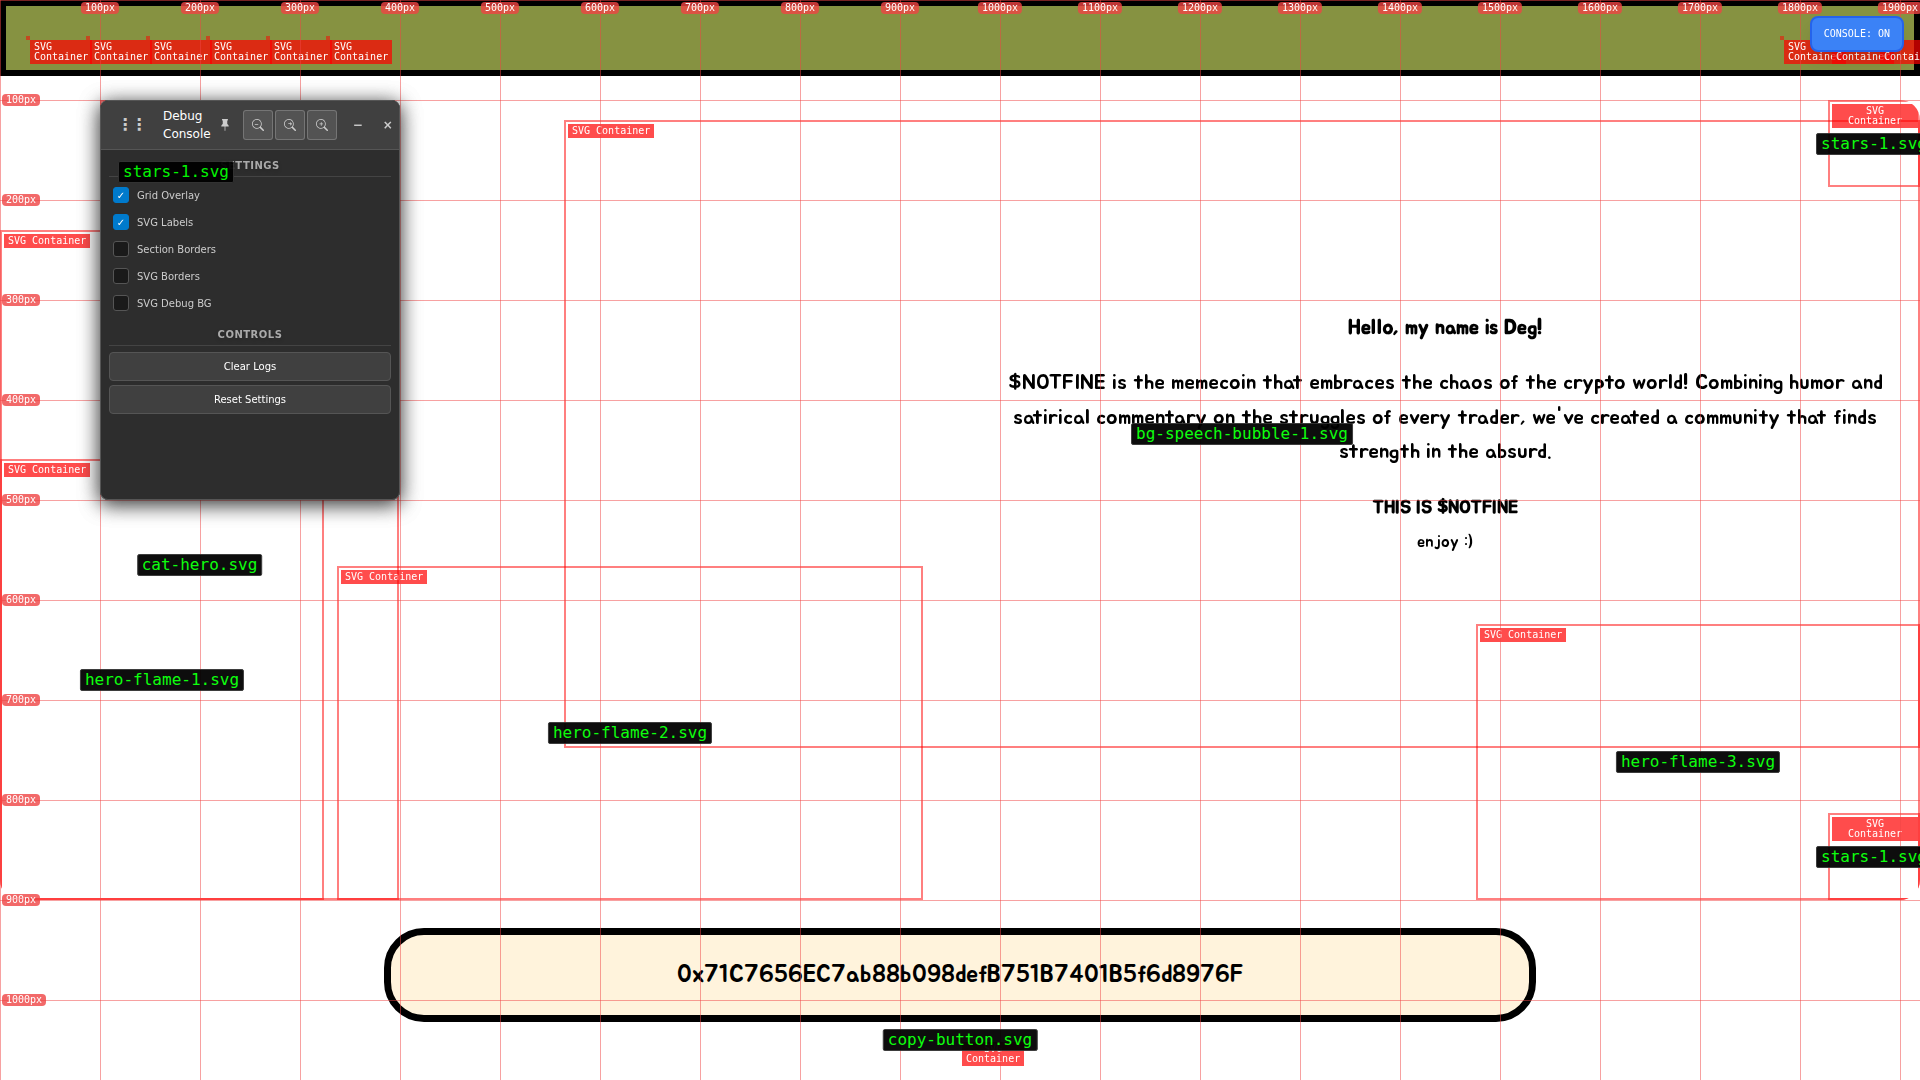 100px 200px 300px 400px 500px 600px 700px 800px 900px 1000px 1100px 1200px 1300px 1400px 1500px 1600px 1700px 1800px 1900px
CONSOLE: ON
SVG Container
SVG Container
SVG Container
SVG Container
SVG Container
SVG Container
SVG
100px
Debug Console
stars-1.svg
Grid Overlay
SVG Labels
Section Borders
SVG Borders
SVG Debug BG
CONTROLS
Clear Logs
Reset Settings
SVG Container
SVG Container
stars-1.svg
200px
SVG Container
300px
Hello, my name is Deg!
$NOTFINE is the memecoin that embraces the chaos of the crypto world! Combining humor and
satirical commentary on the struggles of every trader, we've created a community that finds
strength in the absurd.
bg-speech-bubble-1.svg
400px
SVG Container
500px
THIS IS $NOTFINE
enjoy :)
cat-hero.svg
SVG Container
600px
SVG Container
hero-flame-1.svg
700px
hero-flame-2.svg
hero-flame-3.svg
800px
SVG Container
stars-1.svg
900px
0x71C7656EC7ab88b098defB751B7401B5f6d8976F
1000px
copy-button.svg
Container